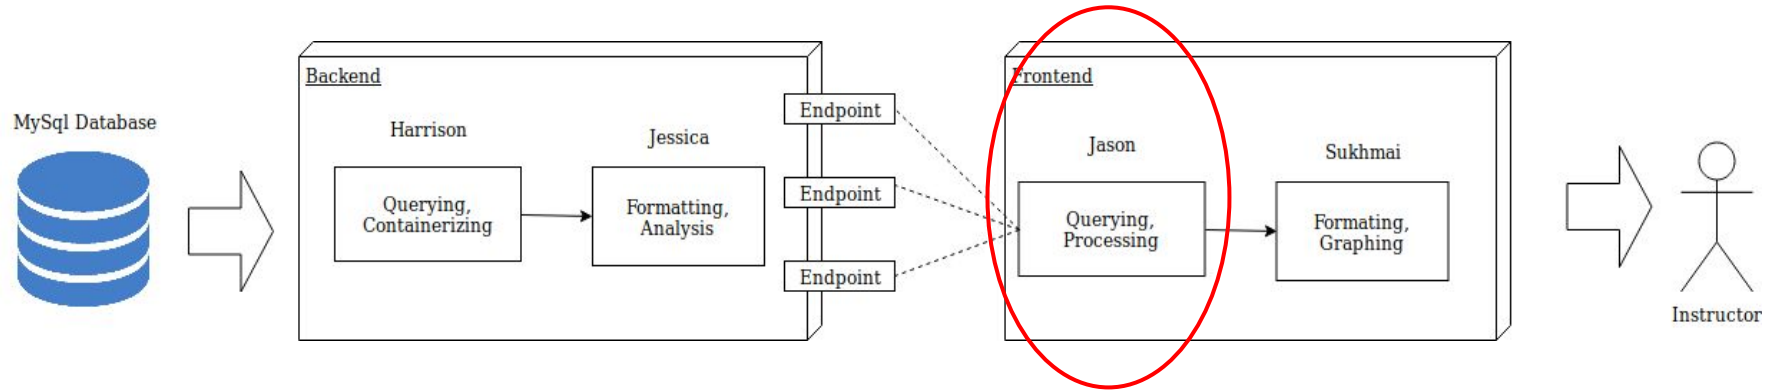 MySql Database
Backend
Harrison
Querying,
Containerizing
Jessica
Formatting,
Analysis
Endpoint
Endpoint
Endpoint
Frontend
Jason
Querying,
Processing
Sukhmai
Formating,
Graphing
Instructor